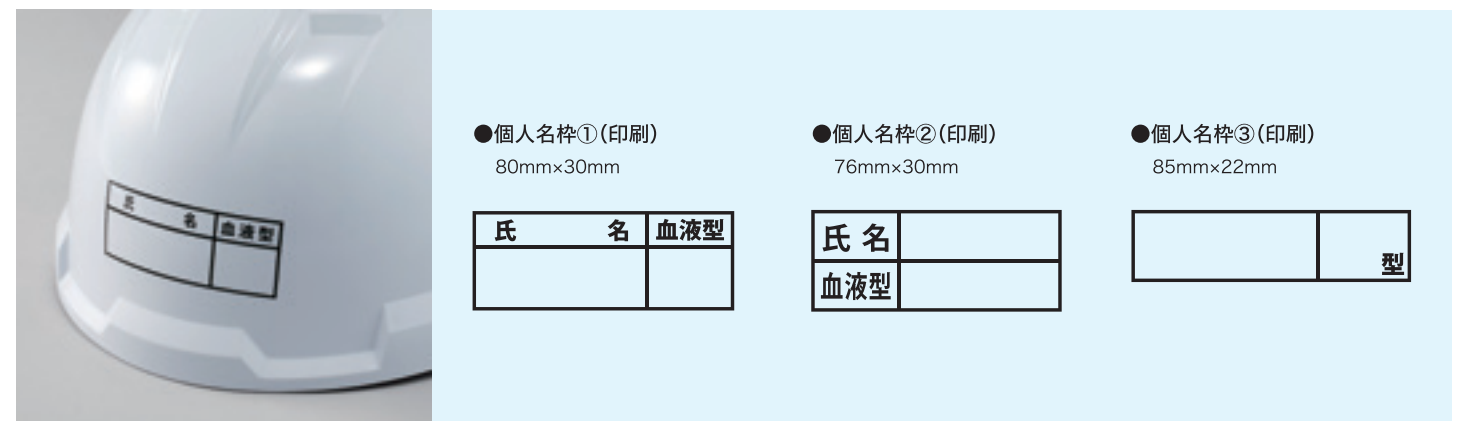 氏 名 血液型
●個人名枠①（印刷）
80mm×30mm
氏 名 血液型
●個人名枠②（印刷）
76mm×30mm
氏 名
血液型
●個人名枠③（印刷）
85mm×22mm
型